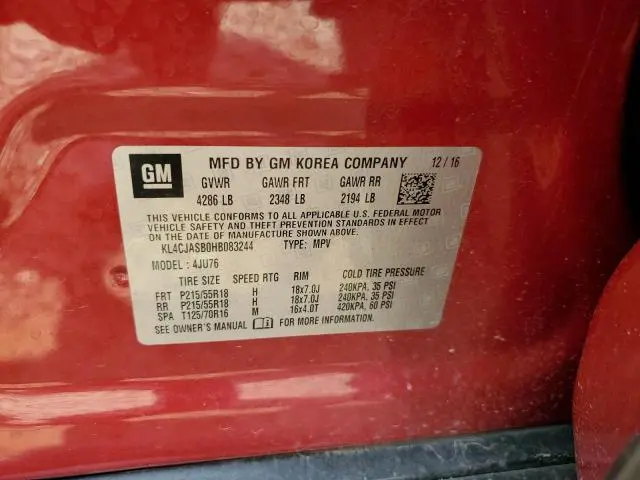 GM MFD BY GM KOREA COMPANY 12/16
GVWR GAWR FRT GAWR RR
4286 LB 2348 LB 2194 LB
THIS VEHICLE CONFORMS TO ALL APPLICABLE U.S. FEDERAL MOTOR
VEHICLE SAFETY AND THEFT PREVENTION STANDARDS IN EFFECT ON
THE DATE OF MANUFACTURE SHOWN ABOVE.
KL4CJASB0HB083244 TYPE: MPV
MODEL : 4JU76
TIRE SIZE SPEED RTG RIM COLD TIRE PRESSURE
FRT P215/55R18 H 18x7.0J 240KPA, 35 PSI
RR P215/55R18 H 18x7.0J 240KPA, 35 PSI
SPA T125/70R16 M 16x4.0T 420KPA, 60 PSI
SEE OWNER'S MANUAL FOR MORE INFORMATION.